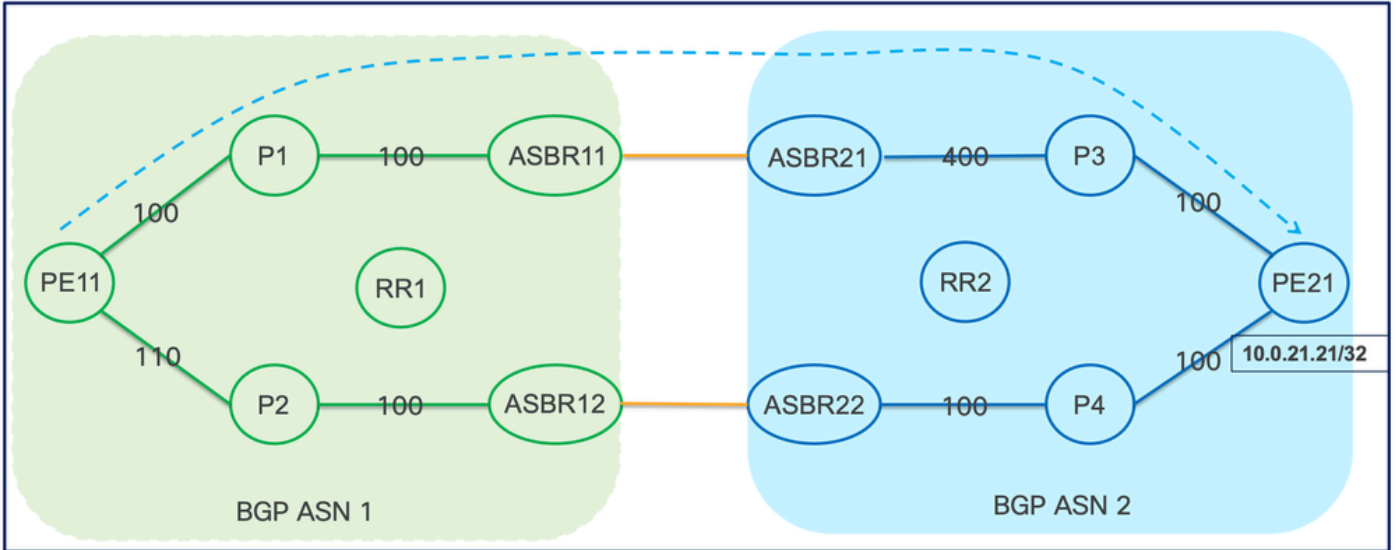 P1
100
ASBR11
ASBR21
400
P3
100
100
PE11
RR1
RR2
PE21
110
100
10.0.21.21/32
P2
100
ASBR12
ASBR22
100
P4
BGP ASN 1
BGP ASN 2